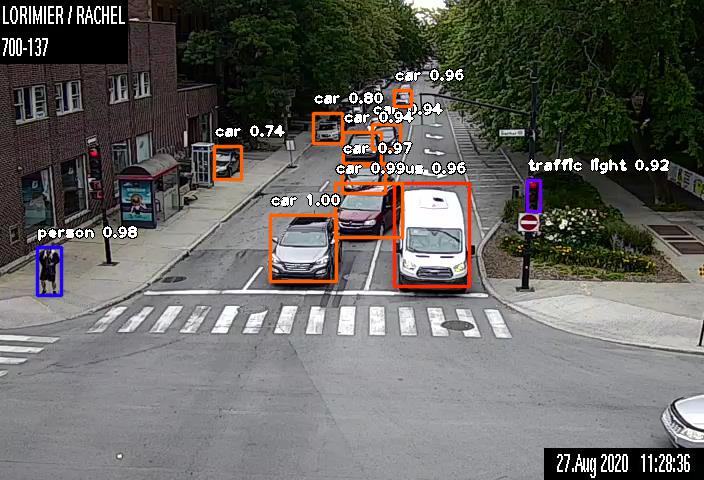 LORIMIER / RACHEL
700-137
car 0.96
car 0.80
car 0.94
car 0.94
car 0.74
car 0.97
car 0.99
bus 0.96
traffic light 0.92
car 1.00
person 0.98
27.Aug 2020 11:28:36